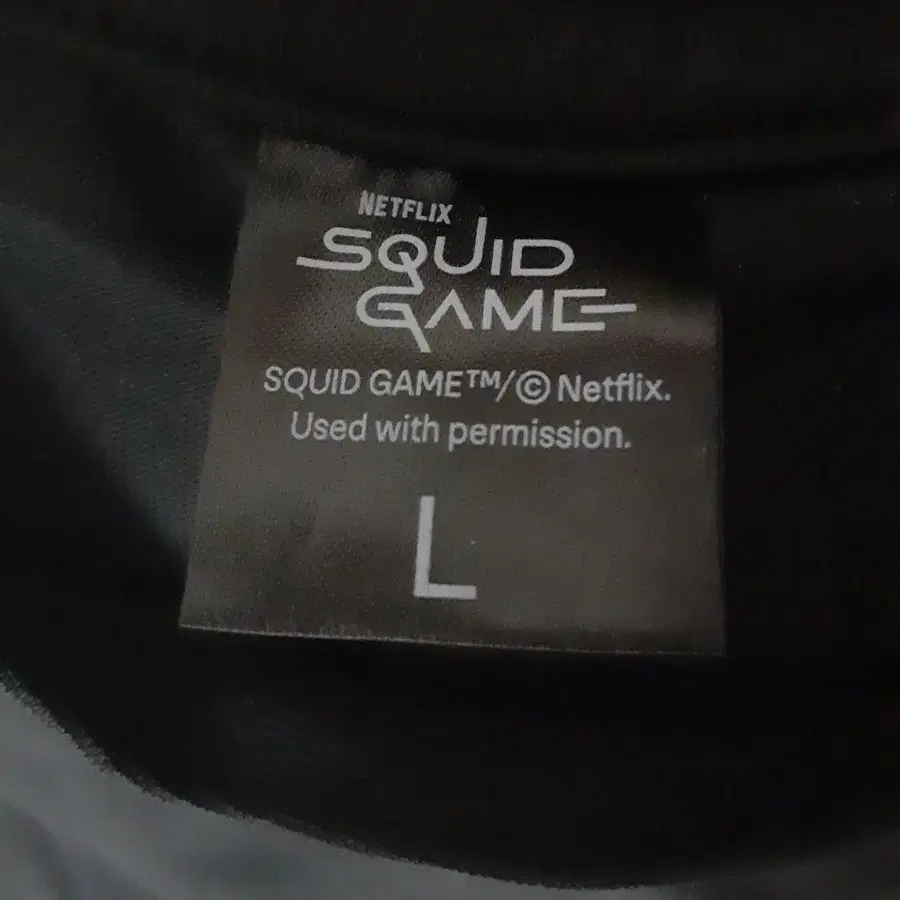 NETFLIX
SQUID
GAME
SQUID GAME™/© Netflix.
Used with permission.
L